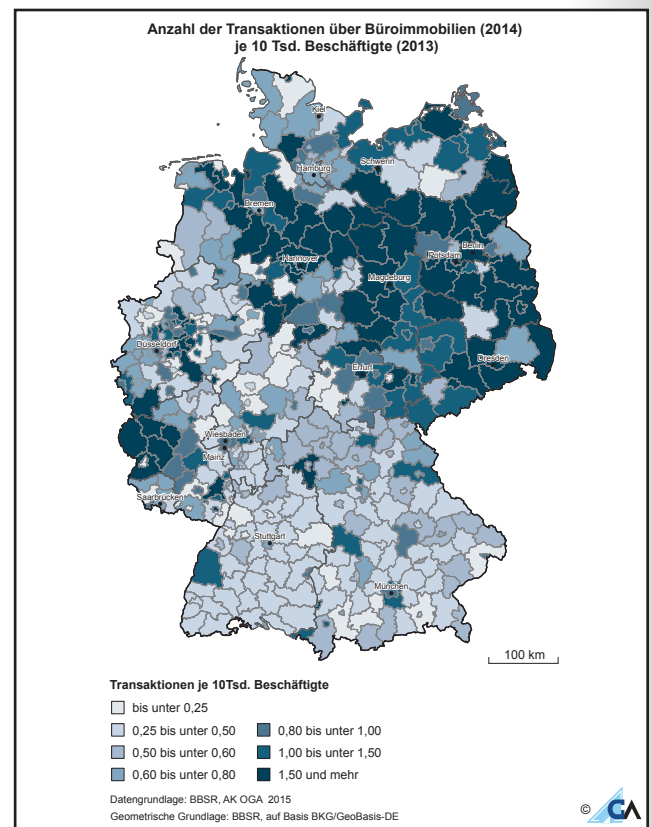 Anzahl der Transaktionen über Büroimmobilien (2014)
je 10 Tsd. Beschäftigte (2013)
Kiel
Schwerin
Hamburg
Bremen
Berlin
Potsdam
Hannover
Magdeburg
Düsseldorf
Dresden
Erfurt
Wiesbaden
Mainz
Saarbrücken
Stuttgart
München
100 km
Transaktionen je 10Tsd. Beschäftigte
bis unter 0,25
0,25 bis unter 0,50
0,50 bis unter 0,60
0,60 bis unter 0,80
0,80 bis unter 1,00
1,00 bis unter 1,50
1,50 und mehr
Datengrundlage: BBSR, AK OGA 2015
Geometrische Grundlage: BBSR, auf Basis BKG/GeoBasis-DE
© GA